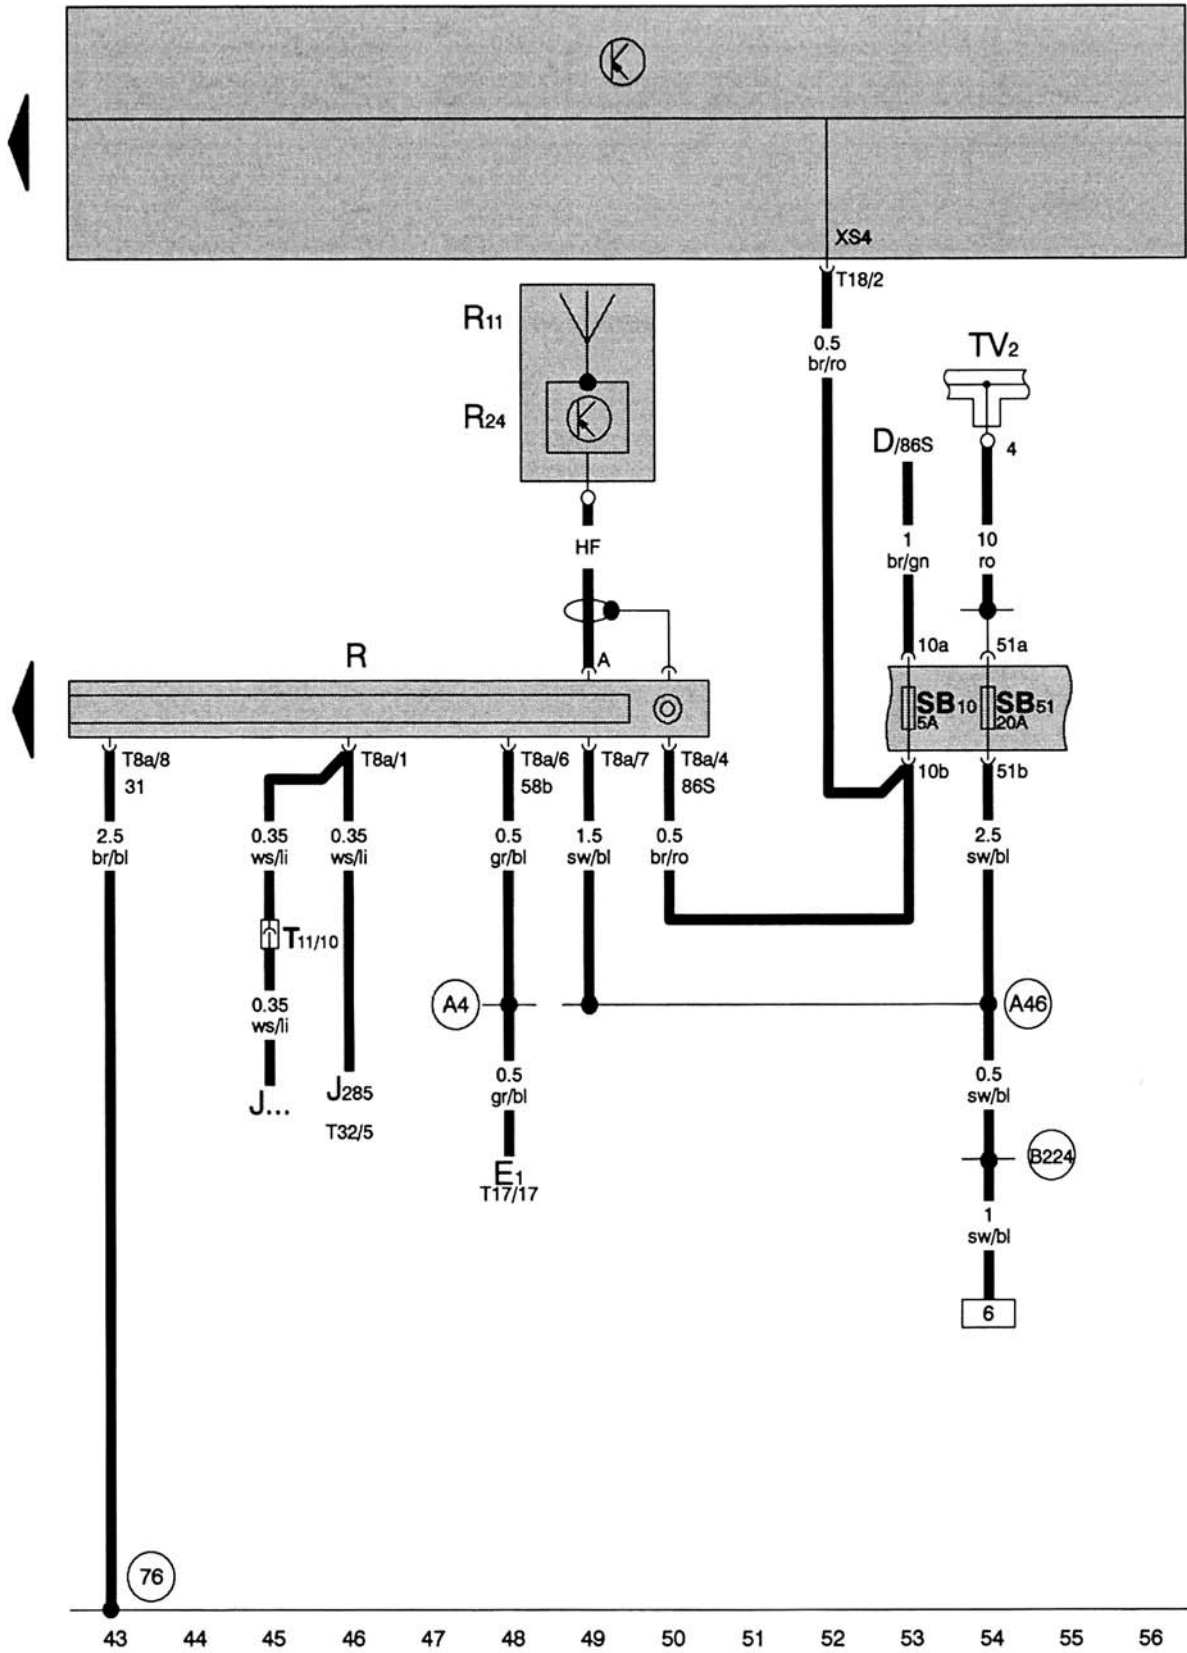 XS4
T18/2
R11
0.5
br/ro
TV2
R24
D/86S
4
HF
1
br/gn
10
ro
R
A
10a
51a
SB10
5A
SB51
20A
T8a/8
31
T8a/1
T8a/6
58b
T8a/7
T8a/4
86S
10b
51b
2.5
br/bl
0.35
ws/li
0.35
ws/li
0.5
gr/bl
1.5
sw/bl
0.5
br/ro
2.5
sw/bl
T11/10
0.35
ws/li
A4
A46
J...
J285
T32/5
0.5
gr/bl
0.5
sw/bl
E1
T17/17
B224
1
sw/bl
6
76
43 44 45 46 47 48 49 50 51 52 53 54 55 56